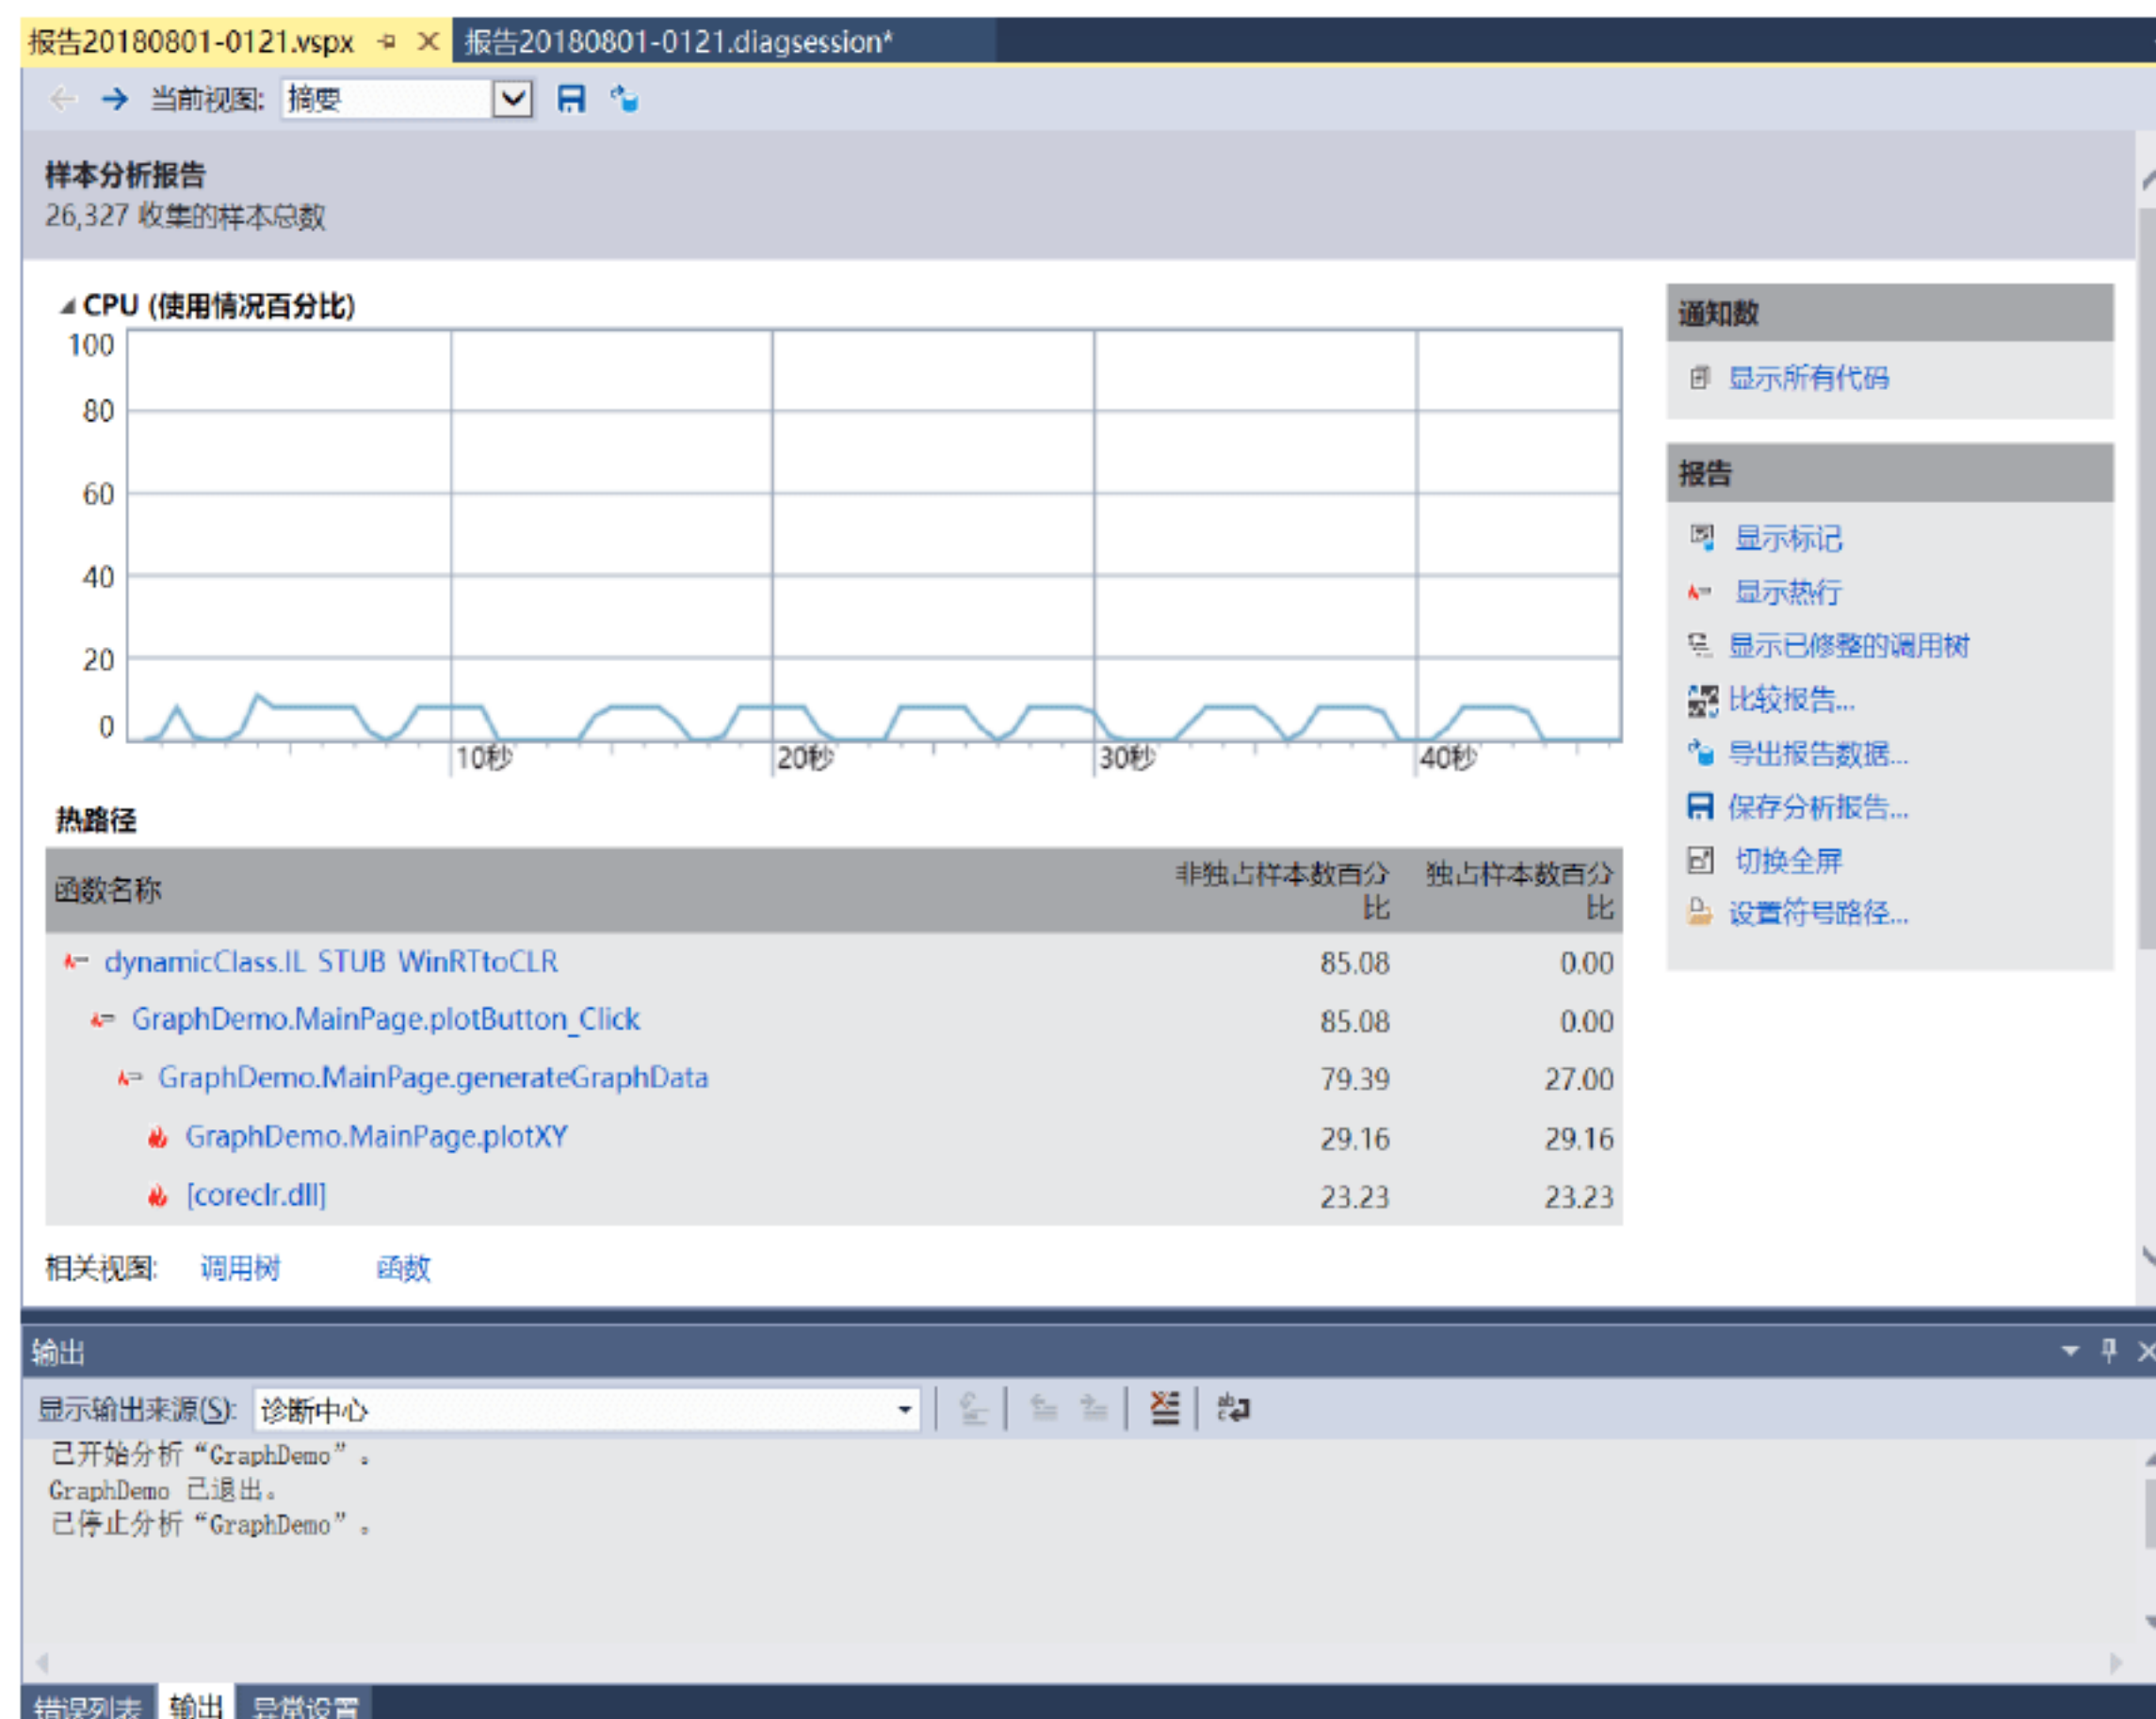 报告20180801-0121.vspx
报告20180801-0121.diagsession*
当前视图: 摘要
样本分析报告
26,327 收集的样本总数
CPU (使用情况百分比)
100
80
60
40
20
0
10秒
20秒
30秒
40秒
通知数
显示所有代码
报告
显示标记
显示热行
显示已修整的调用树
比较报告...
导出报告数据...
保存分析报告...
切换全屏
设置符号路径...
热路径
函数名称 非独占样本数百分比 独占样本数百分比
dynamicClass.IL_STUB_WinRTtoCLR 85.08 0.00
GraphDemo.MainPage.plotButton_Click 85.08 0.00
GraphDemo.MainPage.generateGraphData 79.39 27.00
GraphDemo.MainPage.plotXY 29.16 29.16
[coreclr.dll] 23.23 23.23
相关视图: 调用树 函数
输出
显示输出来源(S): 诊断中心
已开始分析“GraphDemo”。
GraphDemo 已退出。
已停止分析“GraphDemo”。
错误列表 输出 异常设置